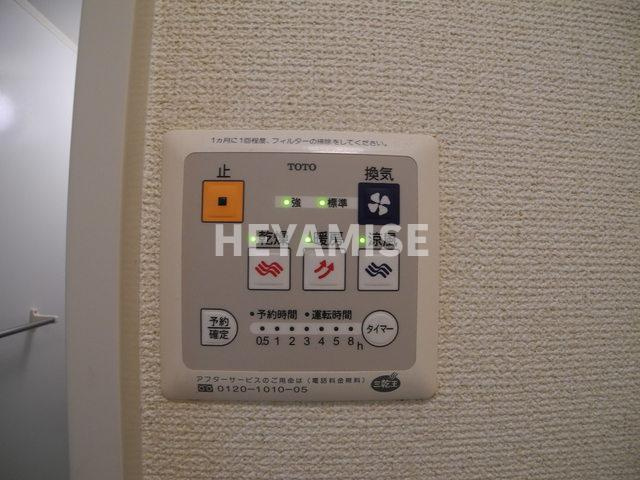 1ヵ月に1回程度、フィルターの掃除をしてください。
止 TOTO 換気
強 標準
HEYAMISE
乾燥 暖房 涼風
予約時間 運転時間
予約確定 タイマー
0.5 1 2 3 4 5 8h
アフターサービスのご用命は(電話料金無料) 三乾王
0120-1010-05